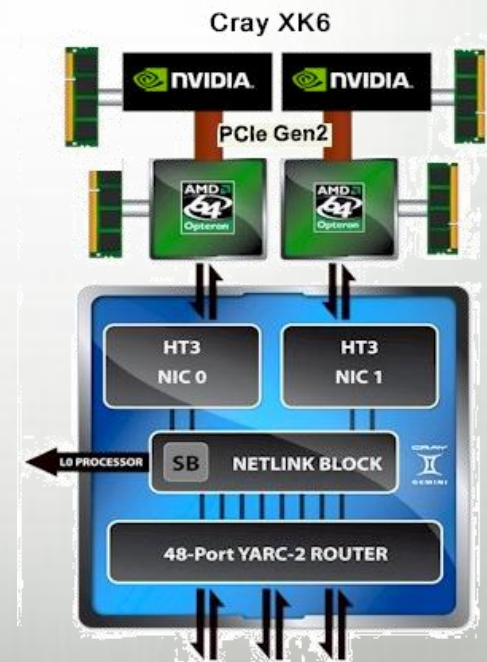 Cray XK6
NVIDIA.
NVIDIA.
PCIe Gen2
AMD
64
Opteron
AMD
64
Opteron
HT3
NIC 0
HT3
NIC 1
L0 PROCESSOR
SB
NETLINK BLOCK
CRAY
GEMINI
48-Port YARC-2 ROUTER